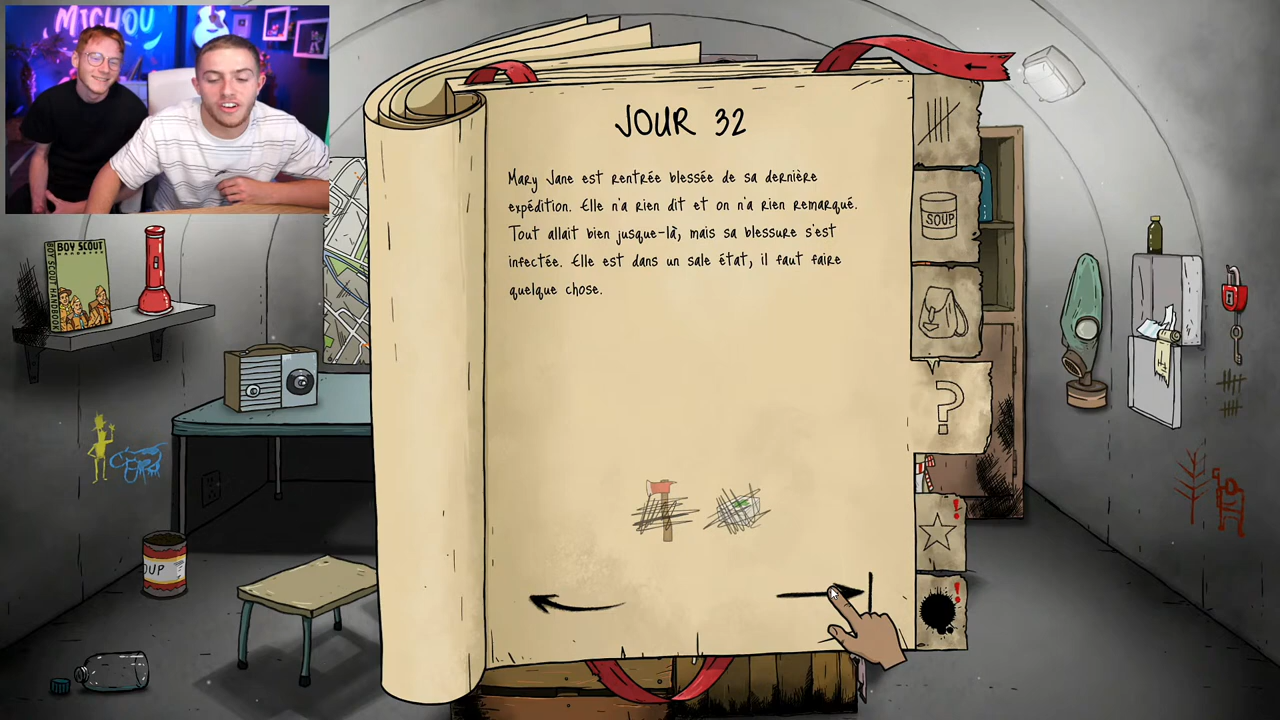 MICHOU
JOUR 32
Mary Jane est rentrée blessée de sa dernière
expédition. Elle n'a rien dit et on n'a rien remarqué.
Tout allait bien jusque-là, mais sa blessure s'est
infectée. Elle est dans un sale état, il faut faire
quelque chose.
SOUP
?
!
!
BOY SCOUT
HANDBOOK
BOY SCOUT HANDBOOK
OUP